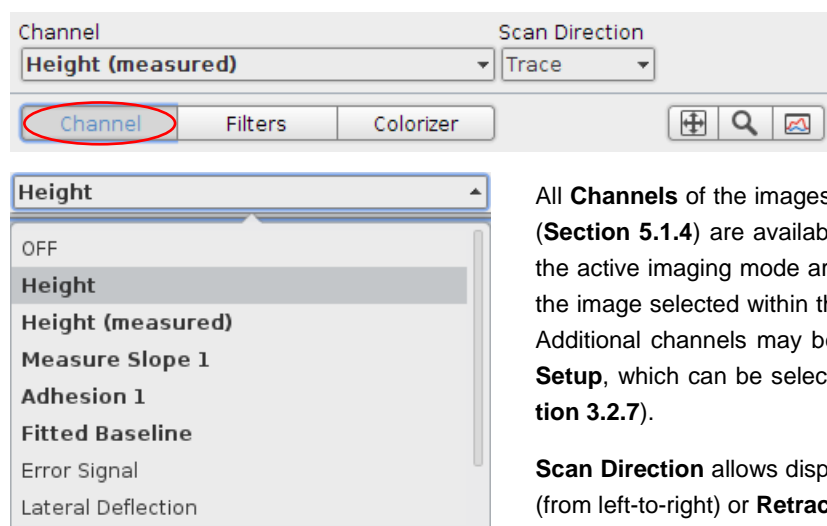 Channel Scan Direction
Height (measured) Trace
Channel Filters Colorizer
Height
OFF
Height
Height (measured)
Measure Slope 1
Adhesion 1
Fitted Baseline
Error Signal
Lateral Deflection
All Channels of the images
(Section 5.1.4) are availab
the active imaging mode ar
the image selected within th
Additional channels may be
Setup, which can be selec
tion 3.2.7).
Scan Direction allows disp
(from left-to-right) or Retrac